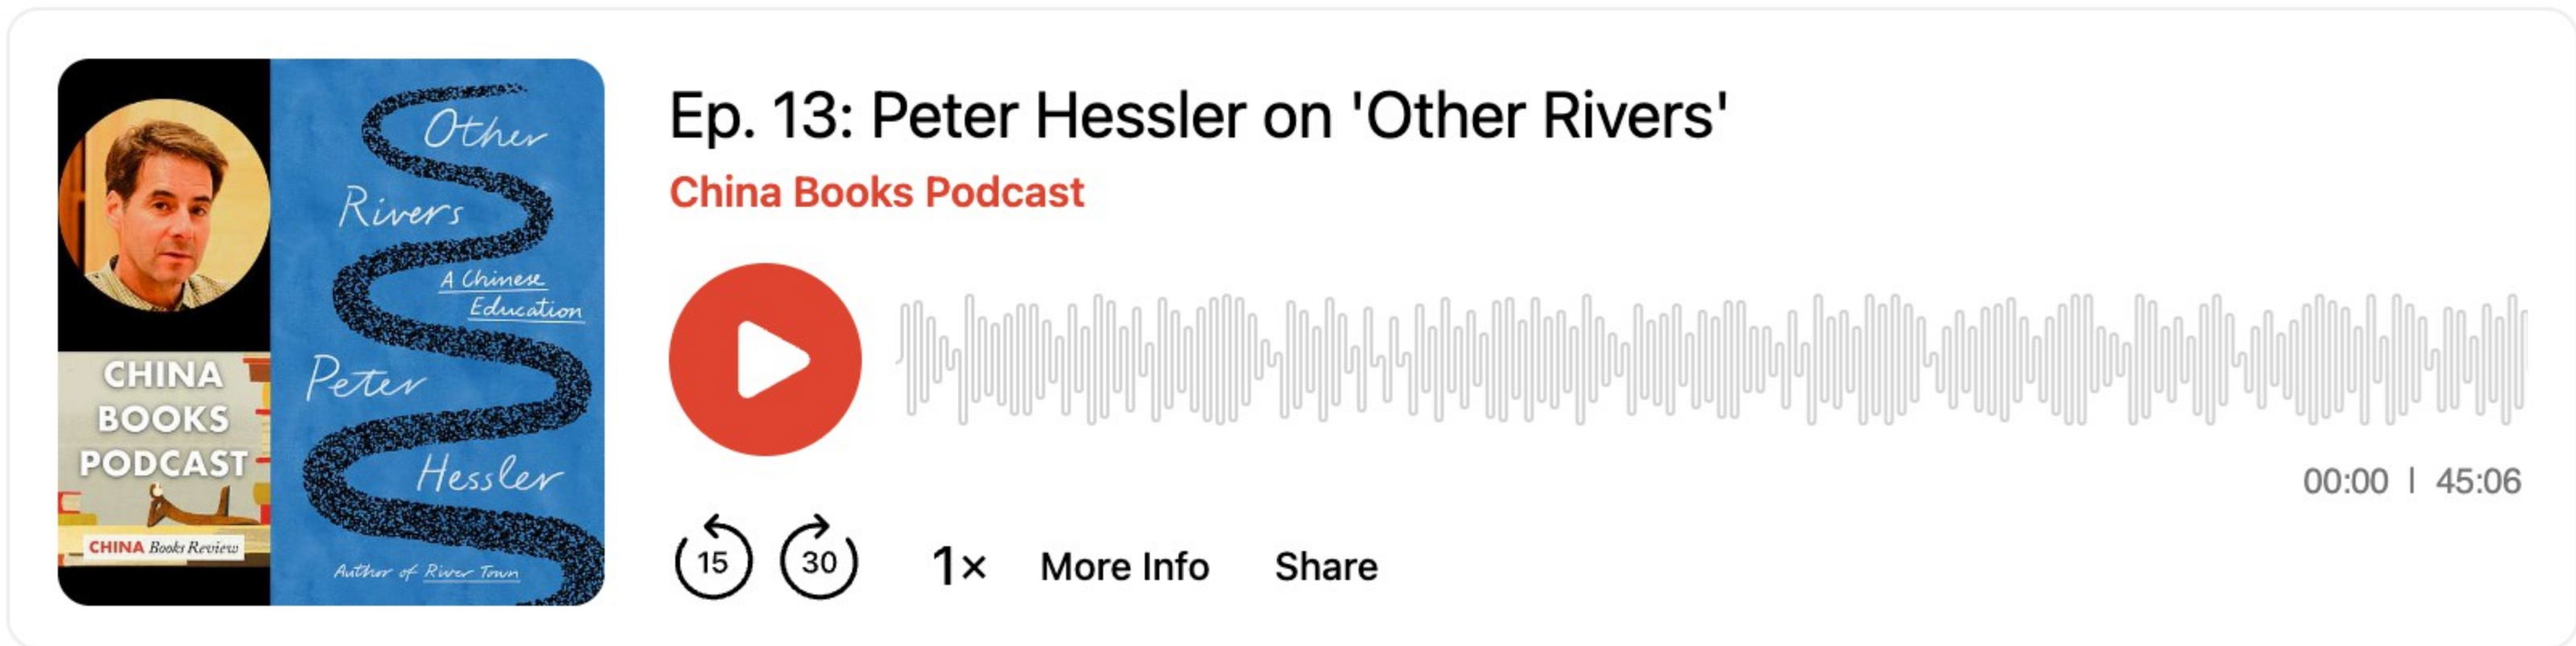 Other
Rivers
A Chinese
Education
Peter
Hessler
Author of River Town
CHINA
BOOKS
PODCAST
CHINA Books Review
Ep. 13: Peter Hessler on 'Other Rivers'
China Books Podcast
00:00 | 45:06
15 30 1× More Info Share